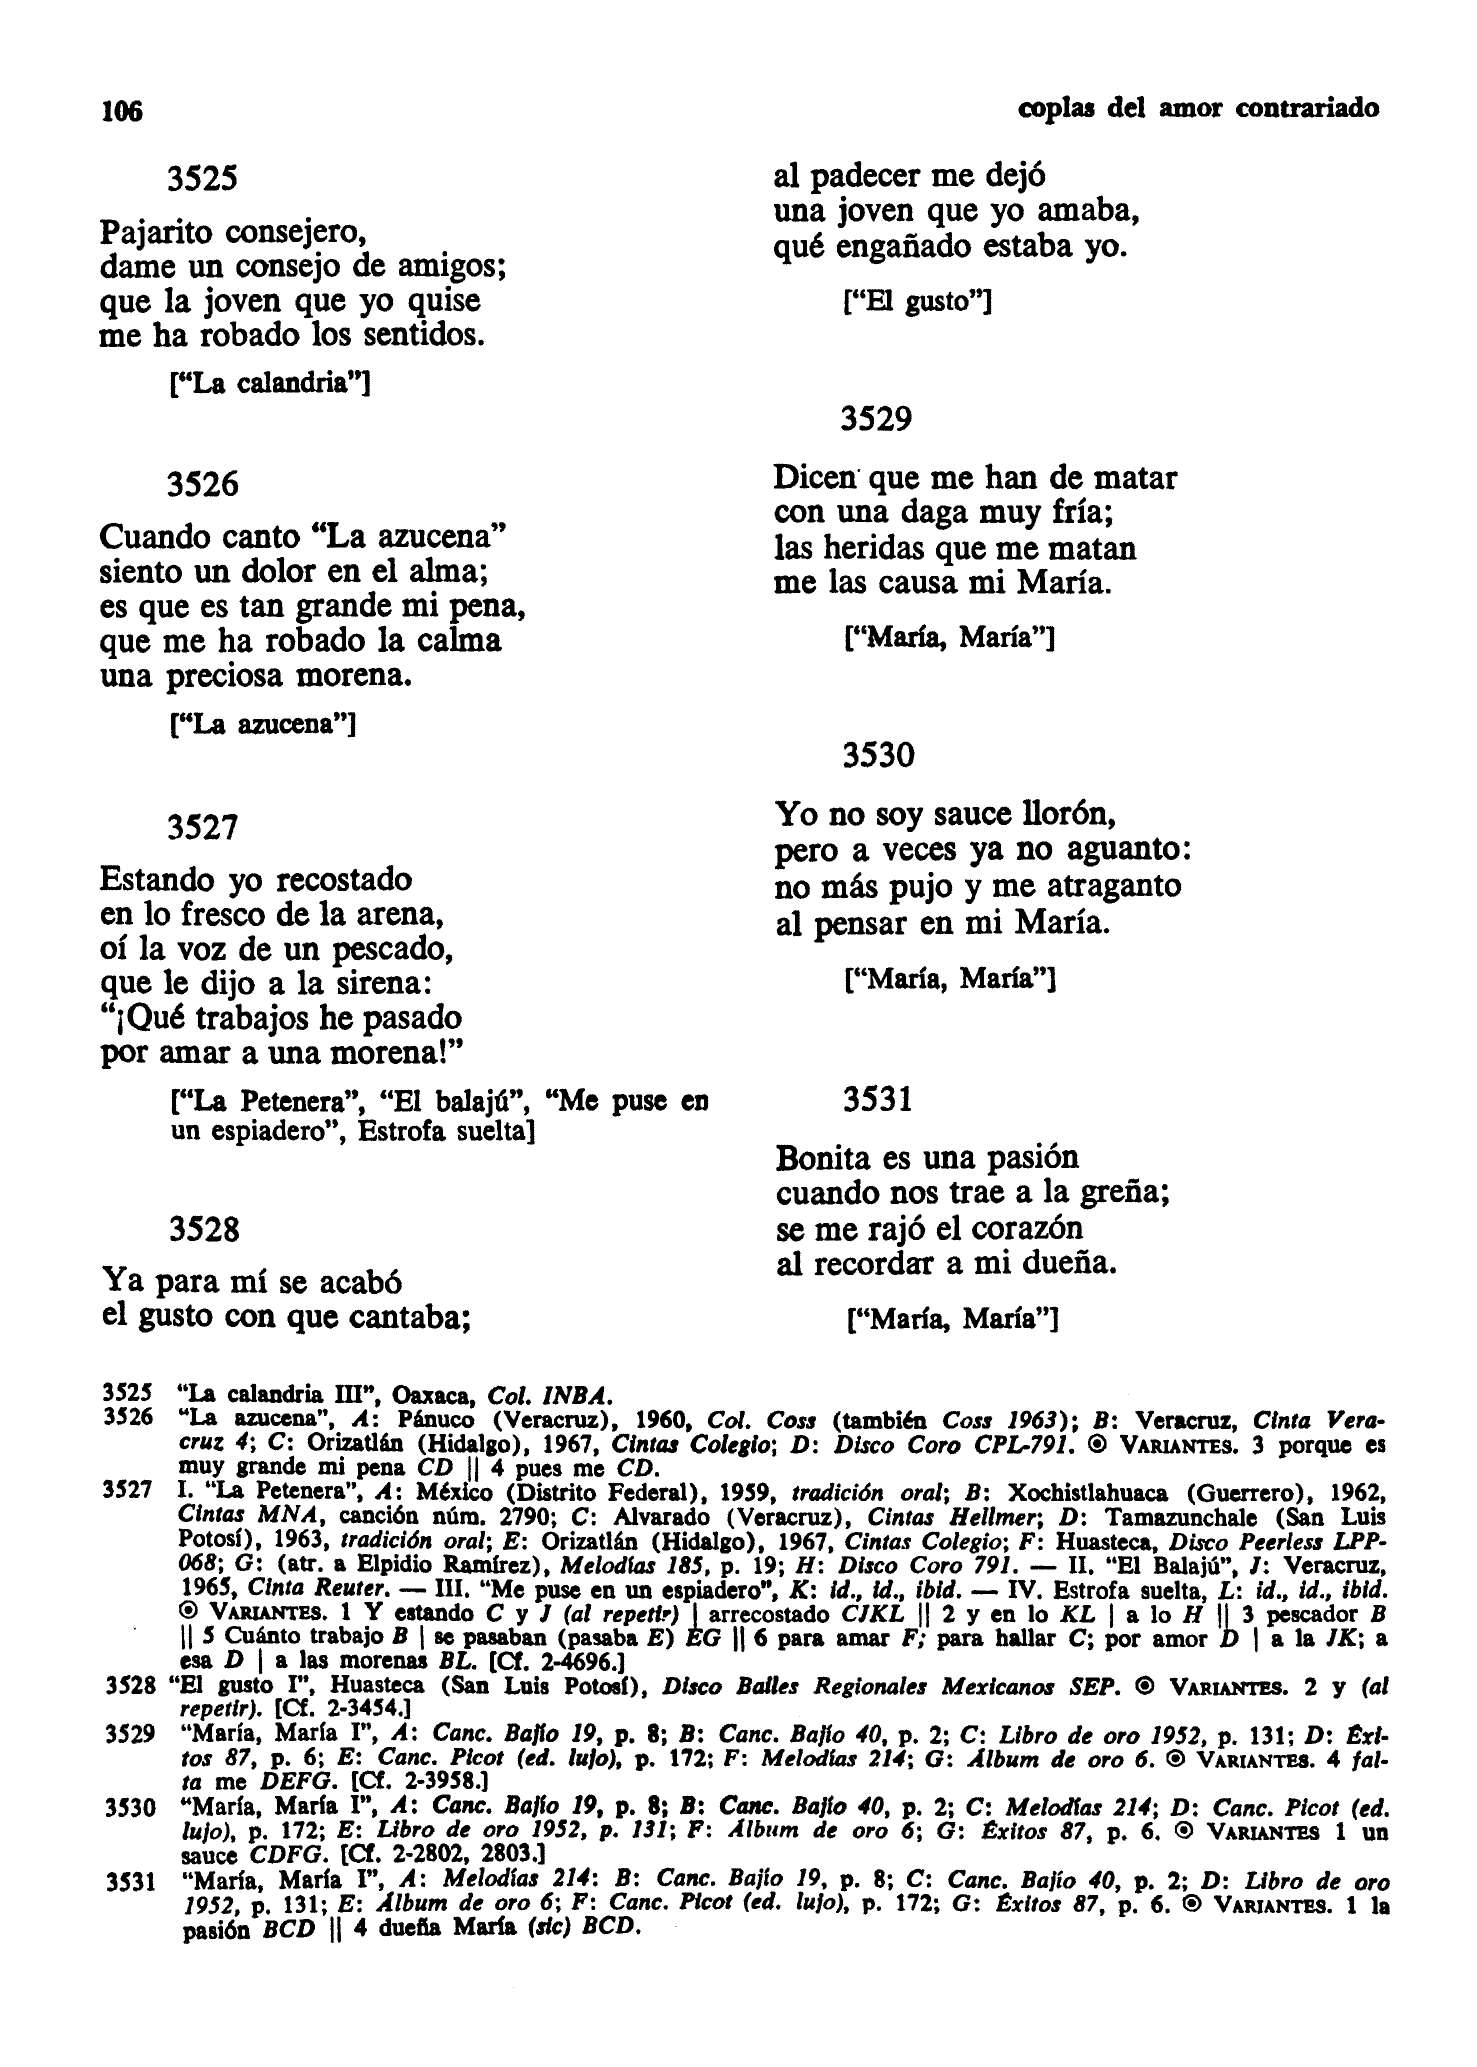 106
coplas del amor contrariado
3525
Pajarito consejero,
dame un consejo de amigos;
que la joven que yo quise
me ha robado los sentidos.
["La calandria"]
3526
Cuando canto "La azucena"
siento un dolor en el alma;
es que es tan grande mi pena,
que me ha robado la calma
una preciosa morena.
["La azucena"]
3527
Estando yo recostado
en lo fresco de la arena,
oí la voz de un pescado,
que le dijo a la sirena:
"¡Qué trabajos he pasado
por amar a una morena!"
["La Petenera", "El balajú", "Me puse en
un espiadero", Estrofa suelta]
3528
Ya para mí se acabó
el gusto con que cantaba;
al padecer me dejó
una joven que yo amaba,
qué engañado estaba yo.
["El gusto"]
3529
Dicen que me han de matar
con una daga muy fría;
las heridas que me matan
me las causa mi María.
["María, María"]
3530
Yo no soy sauce llorón,
pero a veces ya no aguanto:
no más pujo y me atraganto
al pensar en mi María.
["María, María"]
3531
Bonita es una pasión
cuando nos trae a la greña;
se me rajó el corazón
al recordar a mi dueña.
["María, María"]
3525 "La calandria III", Oaxaca, Col. INBA.
3526 "La azucena", A: Pánuco (Veracruz), 1960, Col. Coss (también Coss 1963); B: Veracruz, Cinta Vera-
cruz 4; C: Orizatlán (Hidalgo), 1967, Cintas Colegio; D: Disco Coro CPL-791. ⊙ VARIANTES. 3 porque es
muy grande mi pena CD || 4 pues me CD.
3527 I. "La Petenera", A: México (Distrito Federal), 1959, tradición oral; B: Xochistlahuaca (Guerrero), 1962,
Cintas MNA, canción núm. 2790; C: Alvarado (Veracruz), Cintas Hellmer; D: Tamazunchale (San Luis
Potosí), 1963, tradición oral; E: Orizatlán (Hidalgo), 1967, Cintas Colegio; F: Huasteca, Disco Peerless LPP-
068; G: (atr. a Elpidio Ramírez), Melodías 185, p. 19; H: Disco Coro 791. — II. "El Balajú", J: Veracruz,
1965, Cinta Reuter. — III. "Me puse en un espiadero", K: id., id., ibid. — IV. Estrofa suelta, L: id., id., ibid.
⊙ VARIANTES. 1 Y estando C y J (al repetir) | arrecostado CJKL || 2 y en lo KL | a lo H || 3 pescador B
|| 5 Cuánto trabajo B | se pasaban (pasaba E) EG || 6 para amar F; para hallar C; por amor D | a la JK; a
esa D | a las morenas BL. [Cf. 2-4696.]
3528 "El gusto I", Huasteca (San Luis Potosí), Disco Bailes Regionales Mexicanos SEP. ⊙ VARIANTES. 2 y (al
repetir). [Cf. 2-3454.]
3529 "María, María I", A: Canc. Bajío 19, p. 8; B: Canc. Bajío 40, p. 2; C: Libro de oro 1952, p. 131; D: Éxi-
tos 87, p. 6; E: Canc. Picot (ed. lujo), p. 172; F: Melodías 214; G: Álbum de oro 6. ⊙ VARIANTES. 4 fal-
ta me DEFG. [Cf. 2-3958.]
3530 "María, María I", A: Canc. Bajío 19, p. 8; B: Canc. Bajío 40, p. 2; C: Melodías 214; D: Canc. Picot (ed.
lujo), p. 172; E: Libro de oro 1952, p. 131; F: Álbum de oro 6; G: Éxitos 87, p. 6. ⊙ VARIANTES 1 un
sauce CDFG. [Cf. 2-2802, 2803.]
3531 "María, María I", A: Melodías 214: B: Canc. Bajío 19, p. 8; C: Canc. Bajío 40, p. 2; D: Libro de oro
1952, p. 131; E: Álbum de oro 6; F: Canc. Picot (ed. lujo), p. 172; G: Éxitos 87, p. 6. ⊙ VARIANTES. 1 la
pasión BCD || 4 dueña María (sic) BCD.